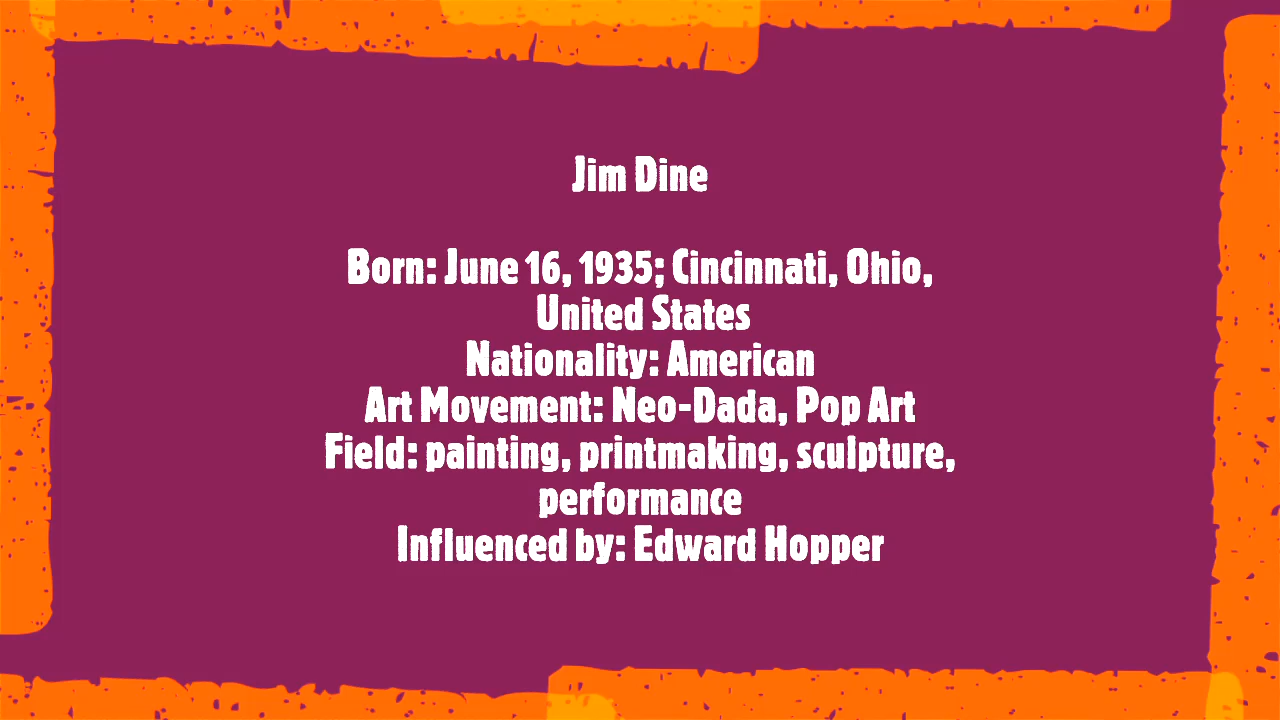 Jim Dine
Born: June 16, 1935; Cincinnati, Ohio,
United States
Nationality: American
Art Movement: Neo-Dada, Pop Art
Field: painting, printmaking, sculpture,
performance
Influenced by: Edward Hopper